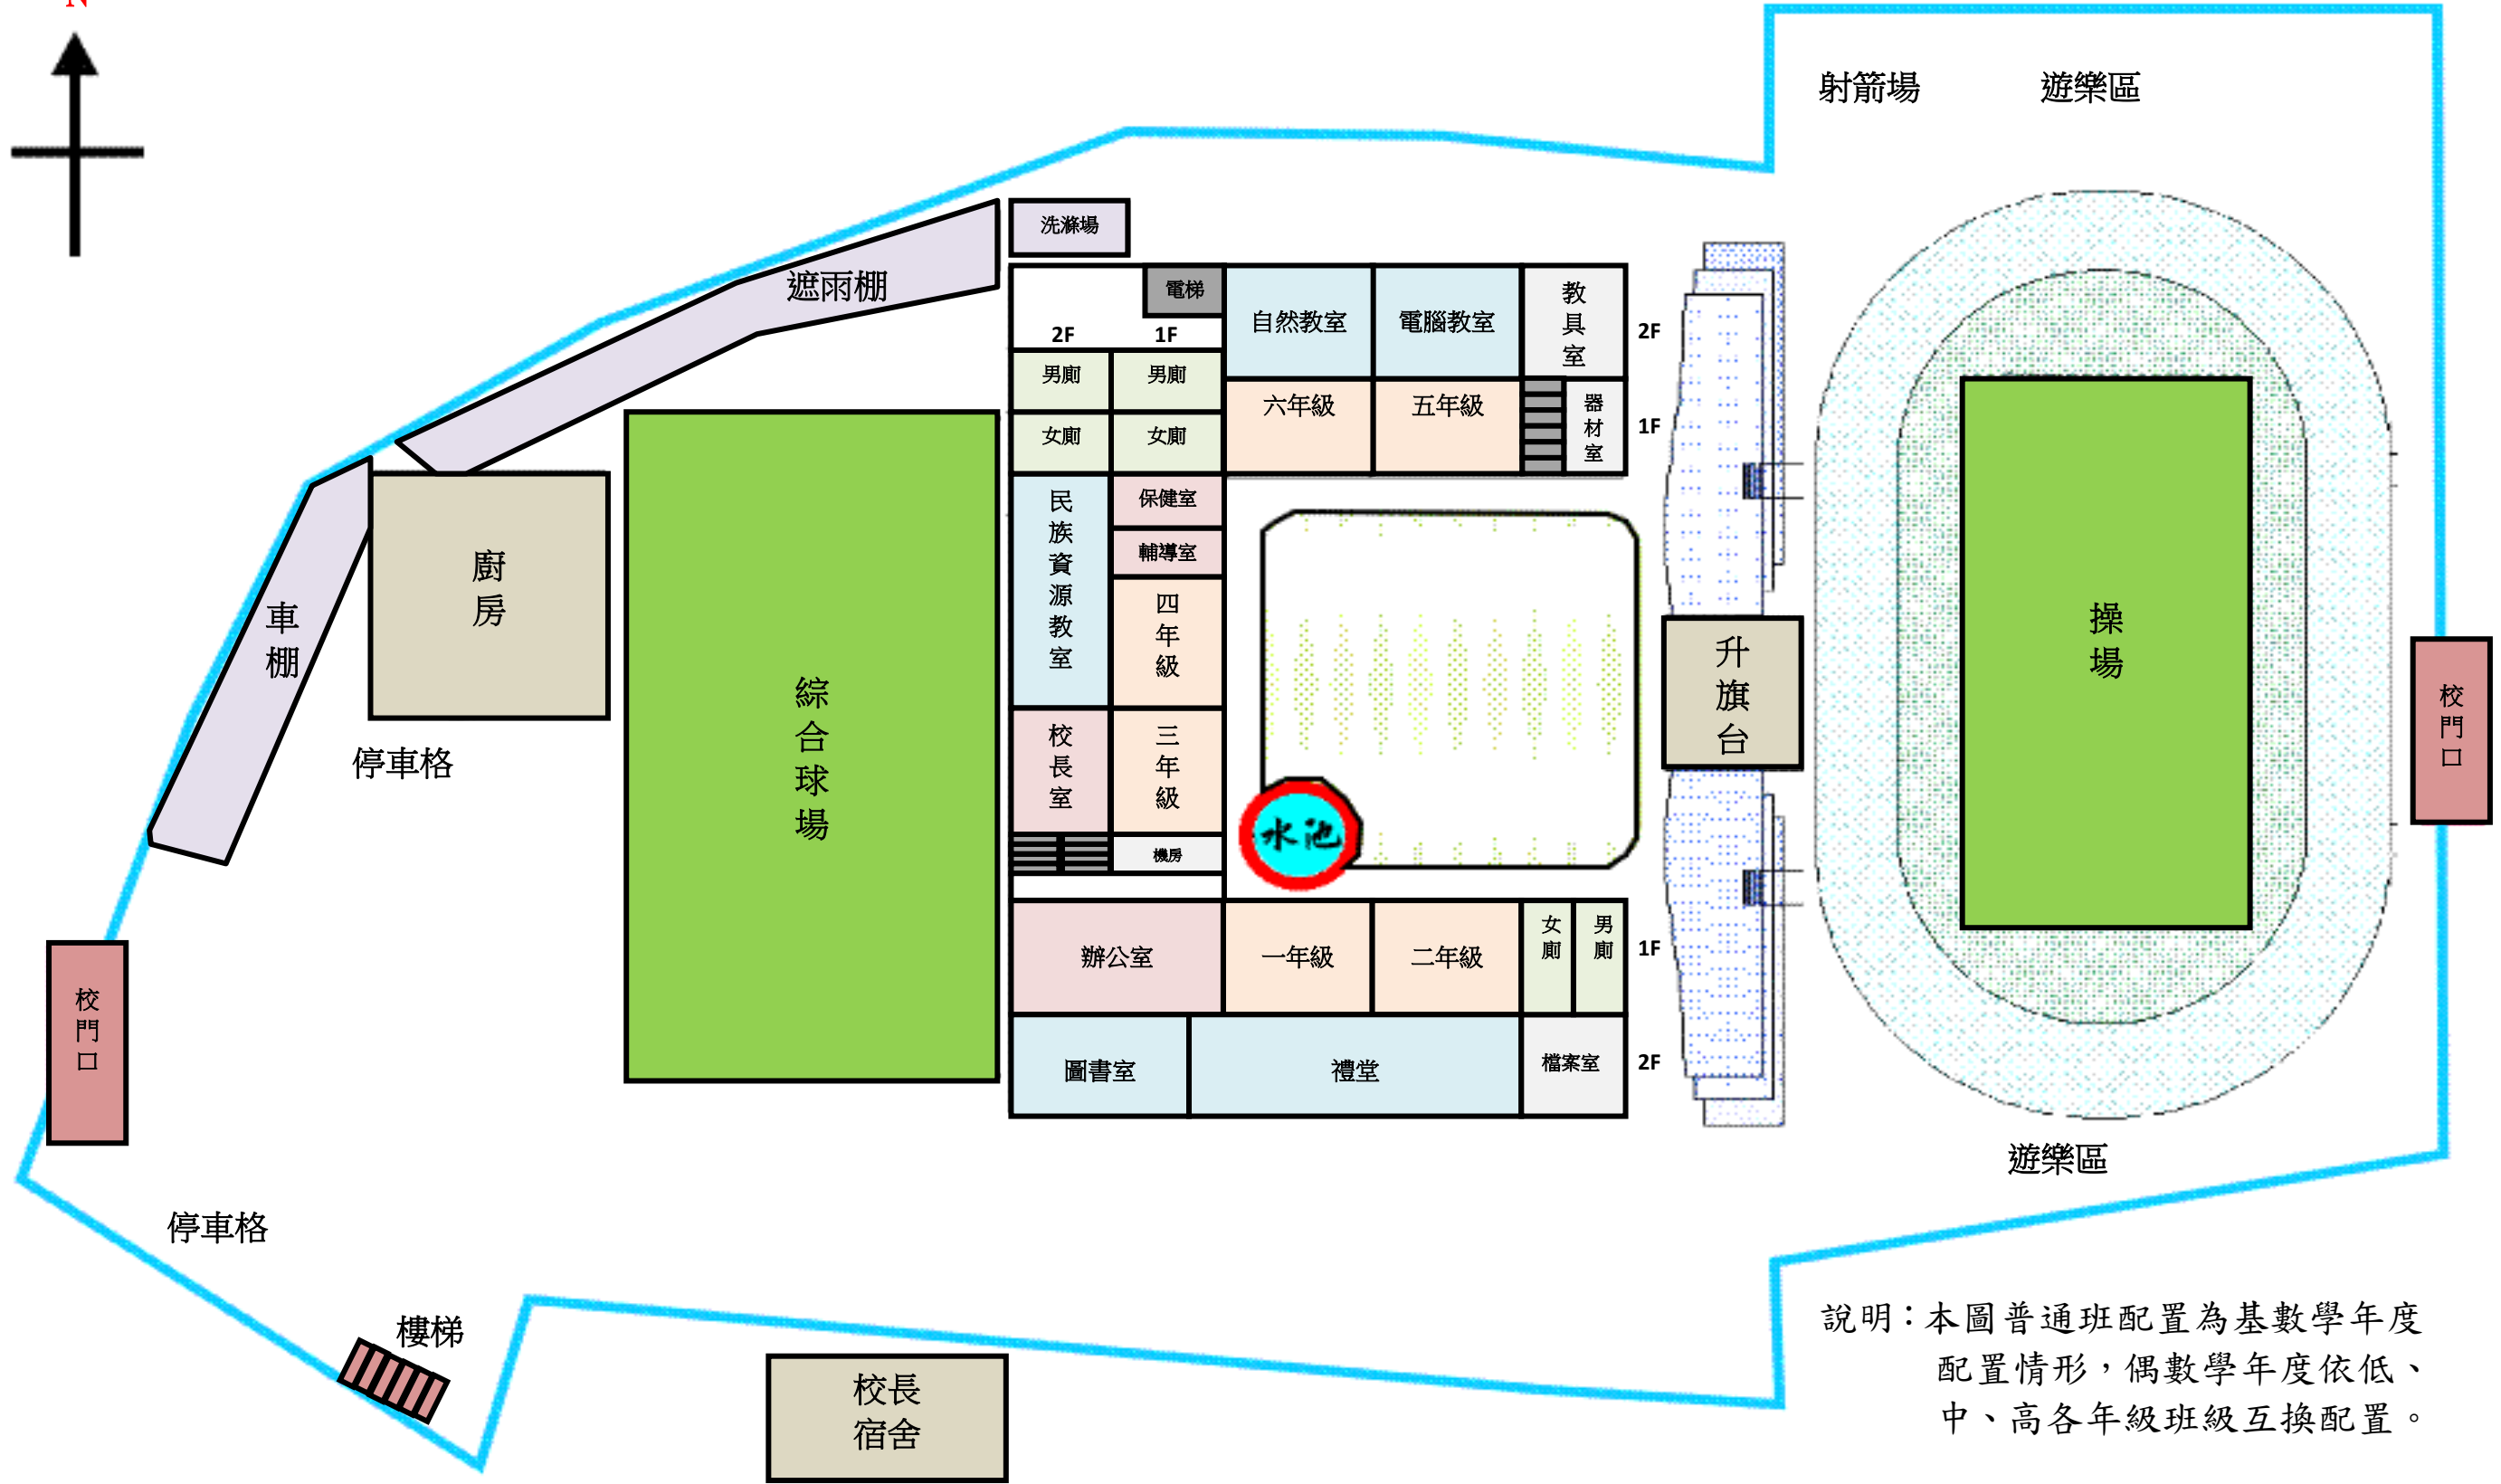 N
射箭場
遊樂區
洗滌場
遮雨棚
電梯
自然教室
電腦教室
教具室
2F
2F
1F
男廁
男廁
六年級
五年級
器材室
1F
女廁
女廁
民族資源教室
保健室
輔導室
四年級
廚房
車棚
停車格
綜合球場
校長室
三年級
機房
水池
升旗台
操場
校門口
辦公室
一年級
二年級
女廁
男廁
1F
校門口
圖書室
禮堂
檔案室
2F
遊樂區
停車格
樓梯
校長
宿舍
說明：本圖普通班配置為基數學年度
配置情形，偶數學年度依低、
中、高各年級班級互換配置。